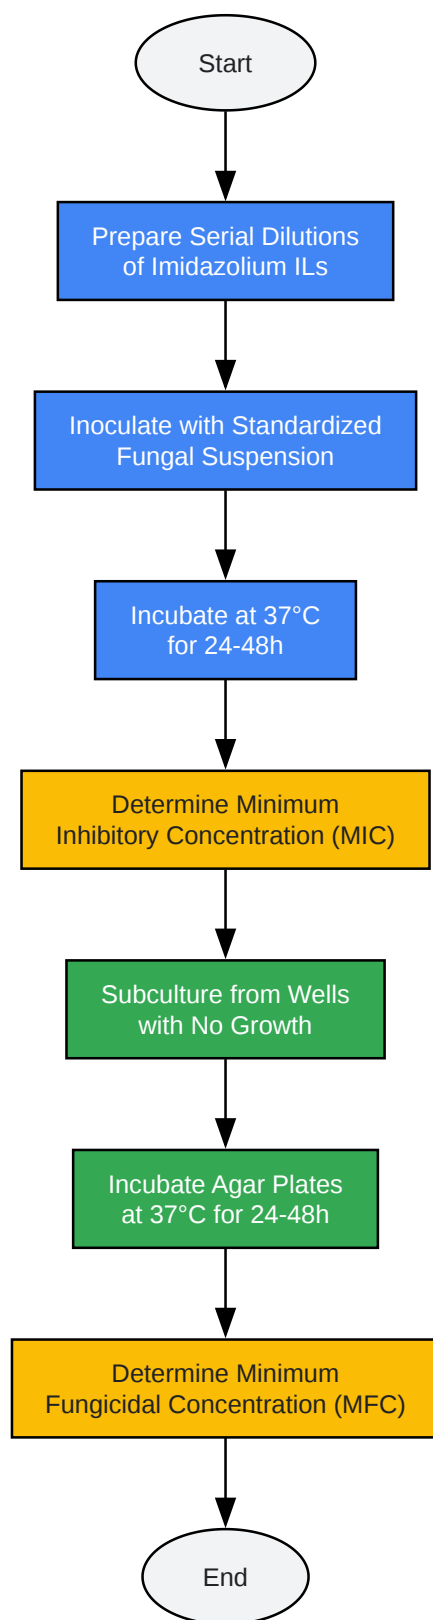 Start
Prepare Serial Dilutions
of Imidazolium ILs
Inoculate with Standardized
Fungal Suspension
Incubate at 37°C
for 24-48h
Determine Minimum
Inhibitory Concentration (MIC)
Subculture from Wells
with No Growth
Incubate Agar Plates
at 37°C for 24-48h
Determine Minimum
Fungicidal Concentration (MFC)
End